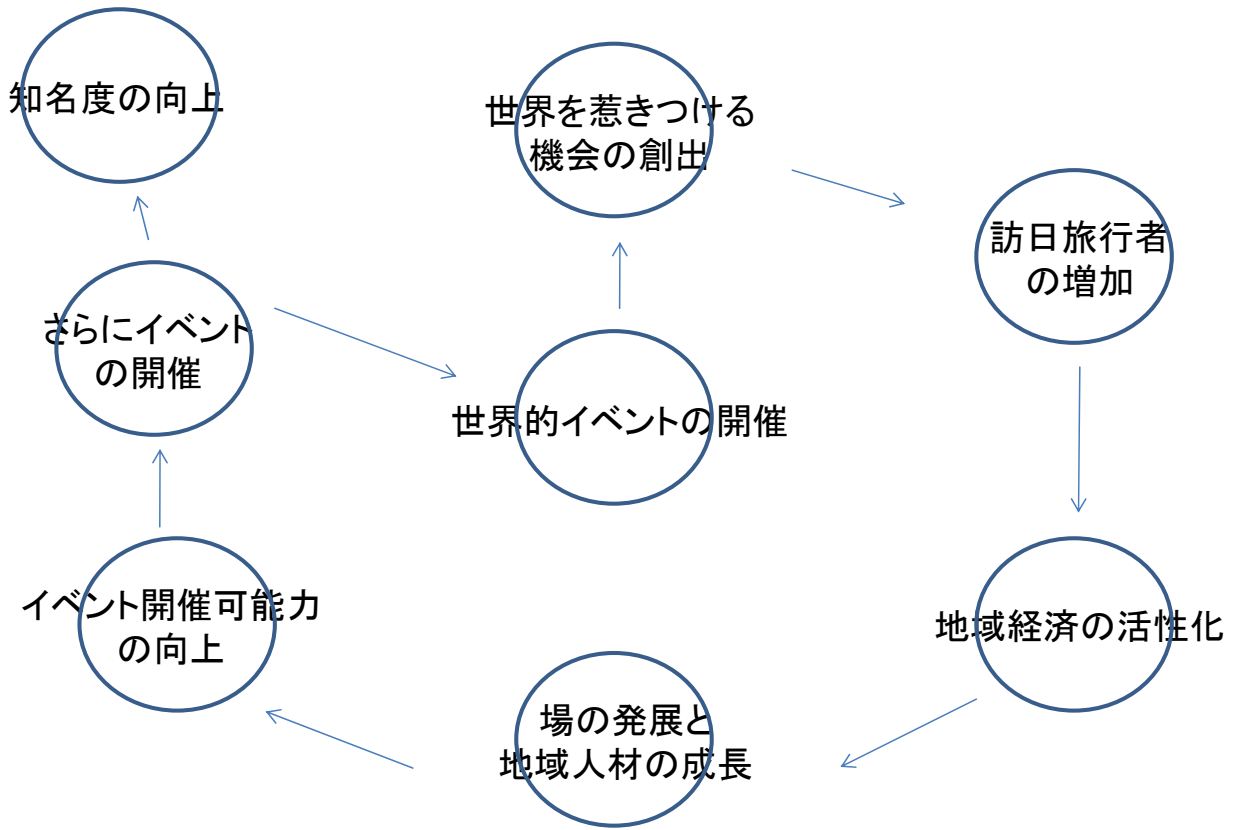 知名度の向上
世界を惹きつける
機会の創出
訪日旅行者
の増加
さらにイベント
の開催
世界的イベントの開催
イベント開催可能力
の向上
地域経済の活性化
場の発展と
地域人材の成長